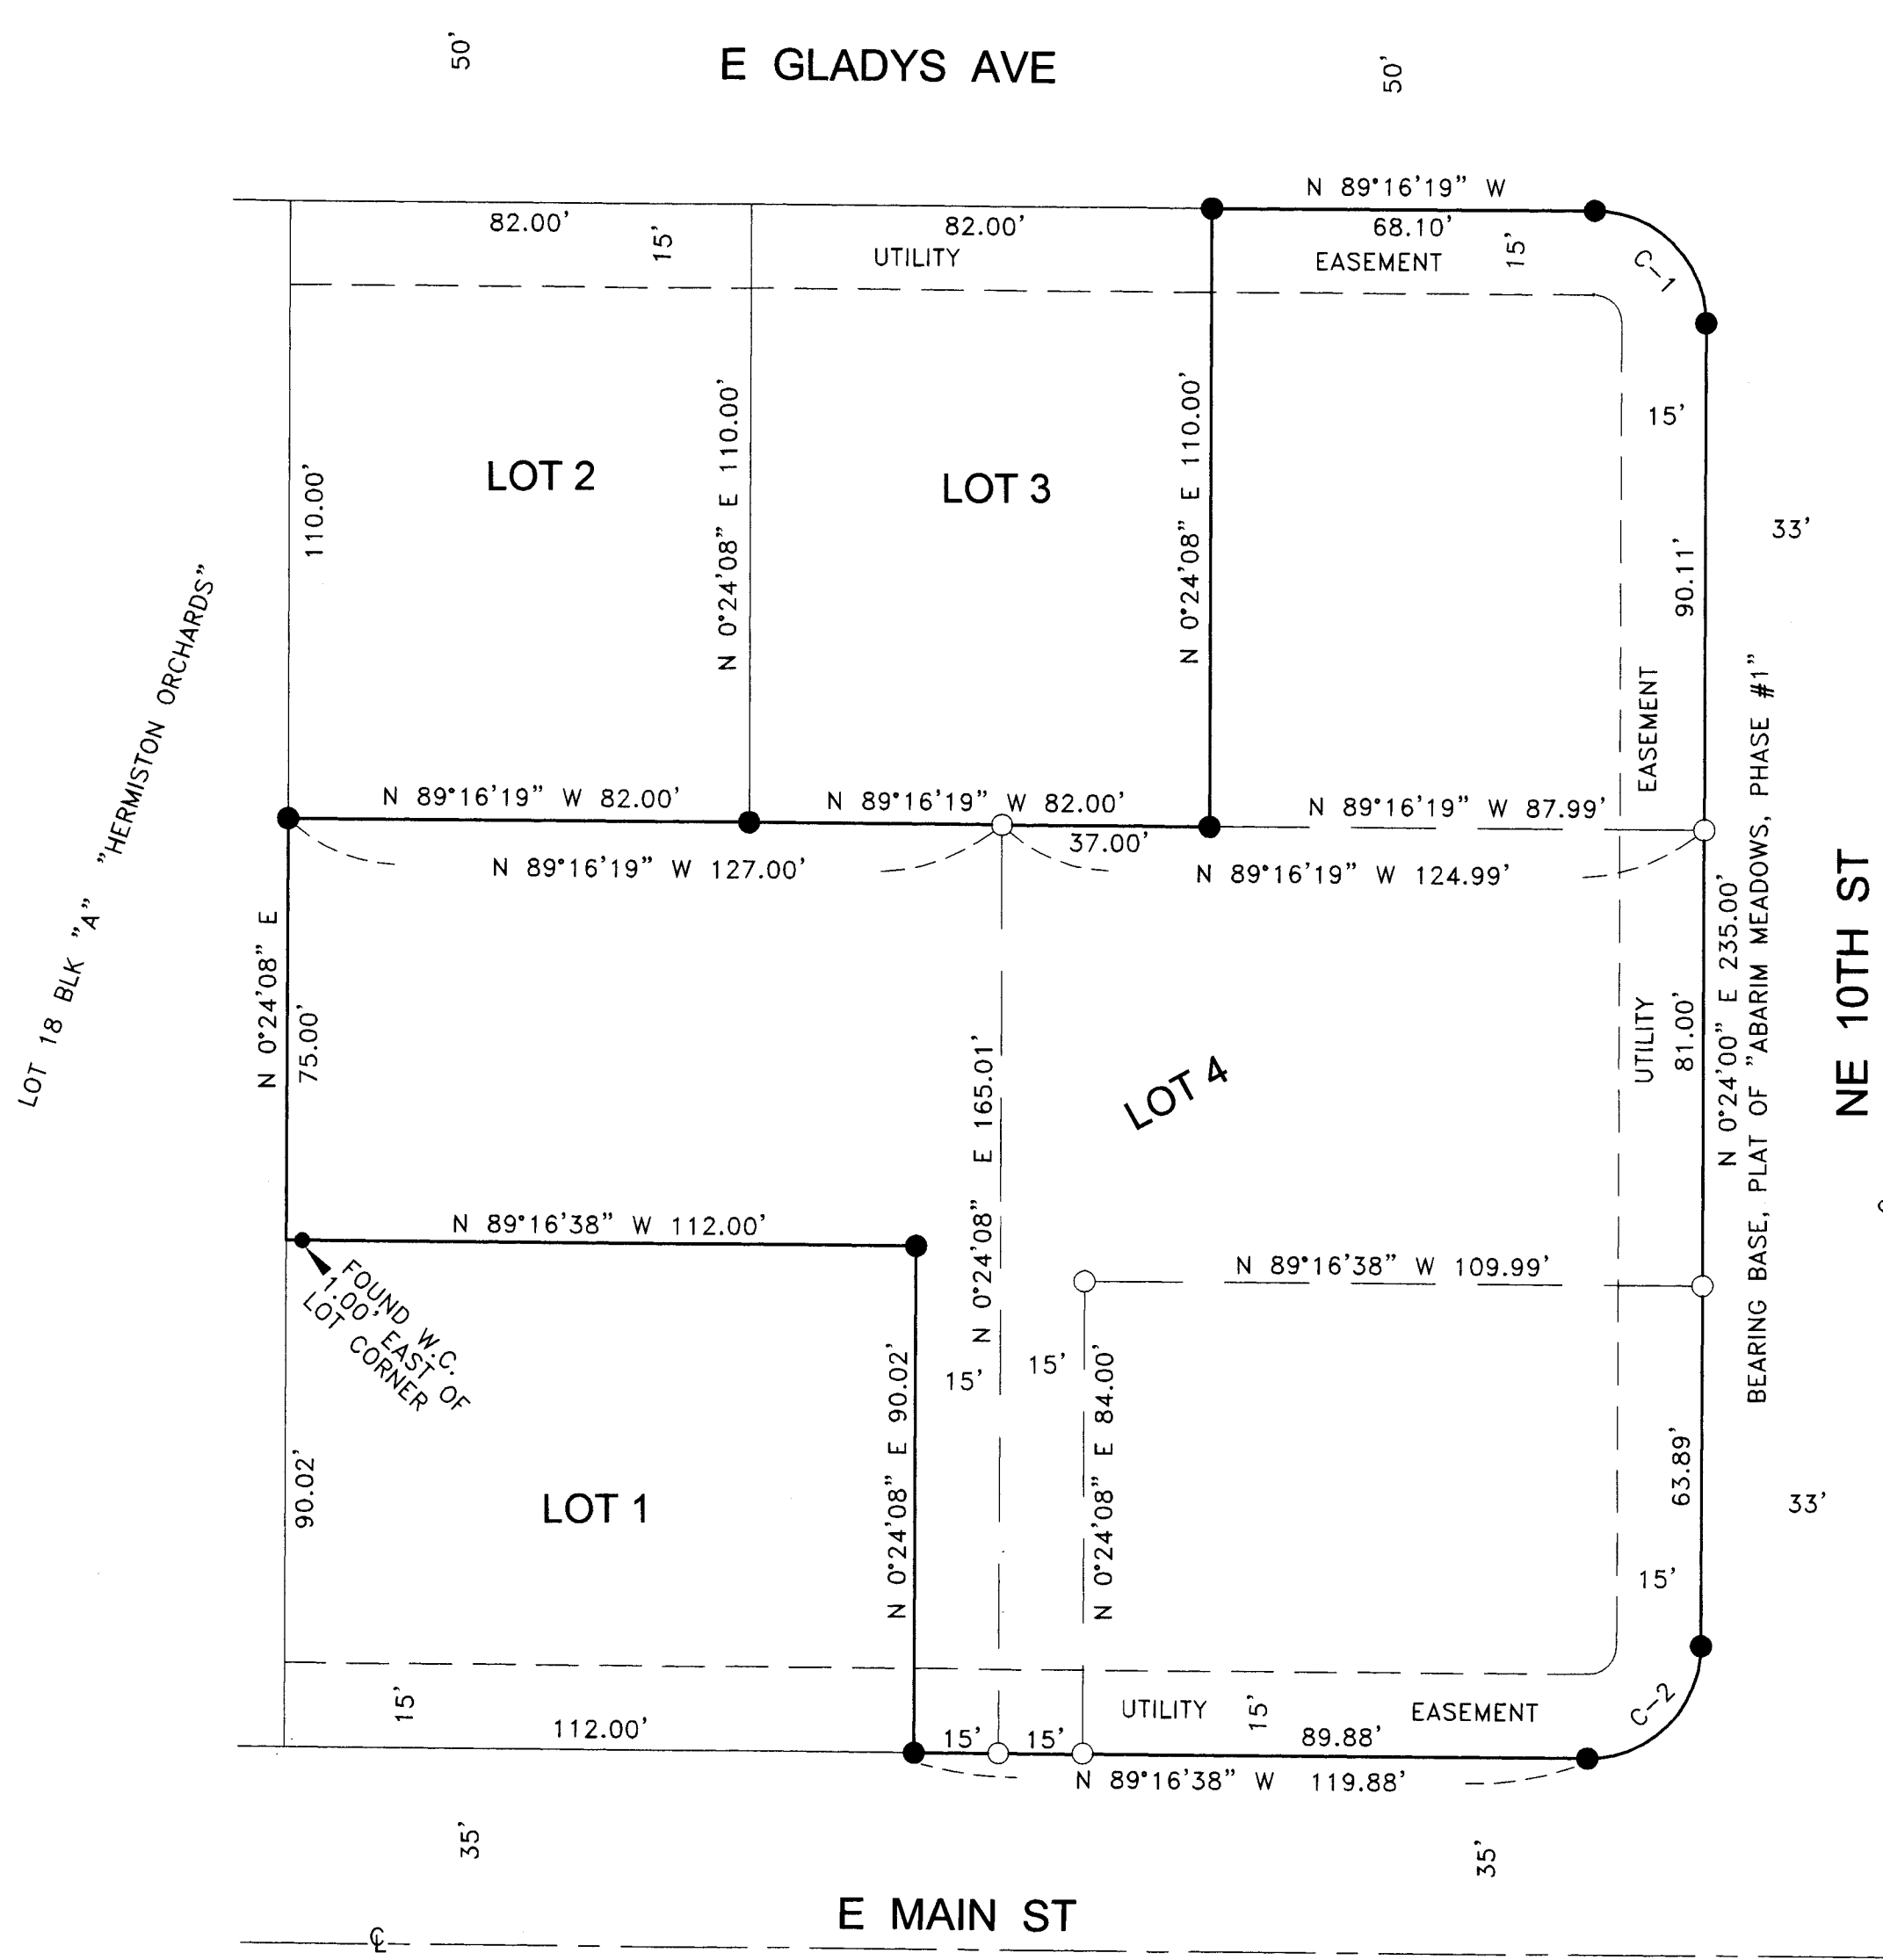 50'
E GLADYS AVE
50'
N 89°16'19" W
82.00'
15'
82.00'
68.10'
15'
UTILITY
EASEMENT
C-1
110.00'
LOT 2
N 0°24'08" E 110.00'
LOT 3
N 0°24'08" E 110.00'
15'
33'
90.11'
EASEMENT
LOT 18 BLK "A" "HERMISTON ORCHARDS"
N 89°16'19" W 82.00'
N 89°16'19" W 82.00'
N 89°16'19" W 87.99'
37.00'
N 89°16'19" W 127.00'
N 89°16'19" W 124.99'
N 0°24'08" E
75.00'
N 0°24'08" E 165.01'
LOT 4
UTILITY
81.00'
N 0°24'00" E 235.00'
BEARING BASE, PLAT OF "ABARIM MEADOWS, PHASE #1"
NE 10TH ST
N 89°16'38" W 112.00'
N 89°16'38" W 109.99'
FOUND W.C.
1.00' EAST OF
LOT CORNER
90.02'
LOT 1
N 0°24'08" E 90.02'
15'
15'
N 0°24'08" E 84.00'
63.89'
33'
15'
15'
112.00'
15'
15'
UTILITY
15'
EASEMENT
C-2
89.88'
N 89°16'38" W 119.88'
35'
35'
E MAIN ST
℄